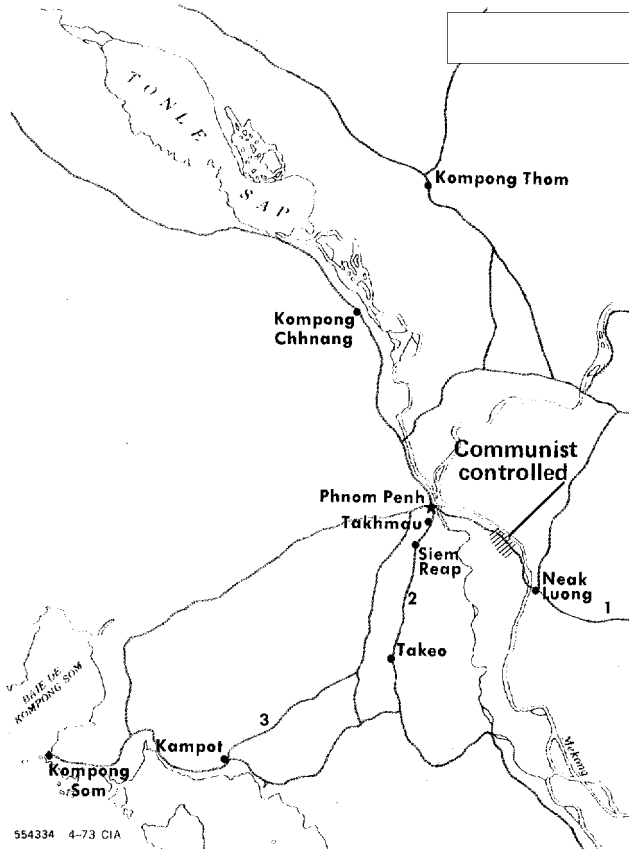 TONLE
SAP
Kompong Thom
Kompong
Chhnang
Communist
controlled
Phnom Penh
Takhmau
Siem
Reap
2
Neak
Luong
1
Takeo
BAIE DE
KOMPONG SOM
3
Kampot
Mekong
Kompong
Som
554334 4-73 CIA